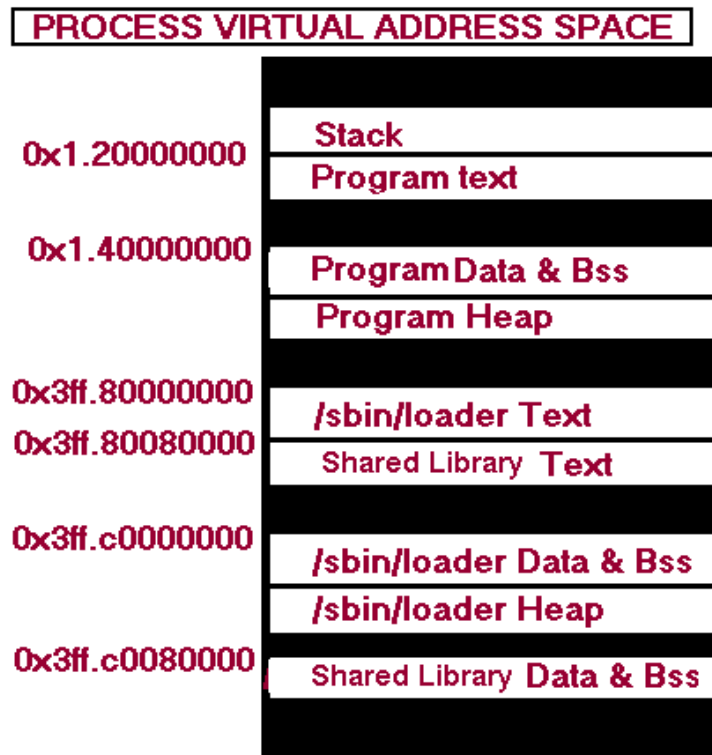 PROCESS VIRTUAL ADDRESS SPACE
Stack
0x1.20000000
Program text
0x1.40000000
Program Data & Bss
Program Heap
0x3ff.80000000
/sbin/loader Text
0x3ff.80080000
Shared Library Text
0x3ff.c0000000
/sbin/loader Data & Bss
/sbin/loader Heap
0x3ff.c0080000
Shared Library Data & Bss